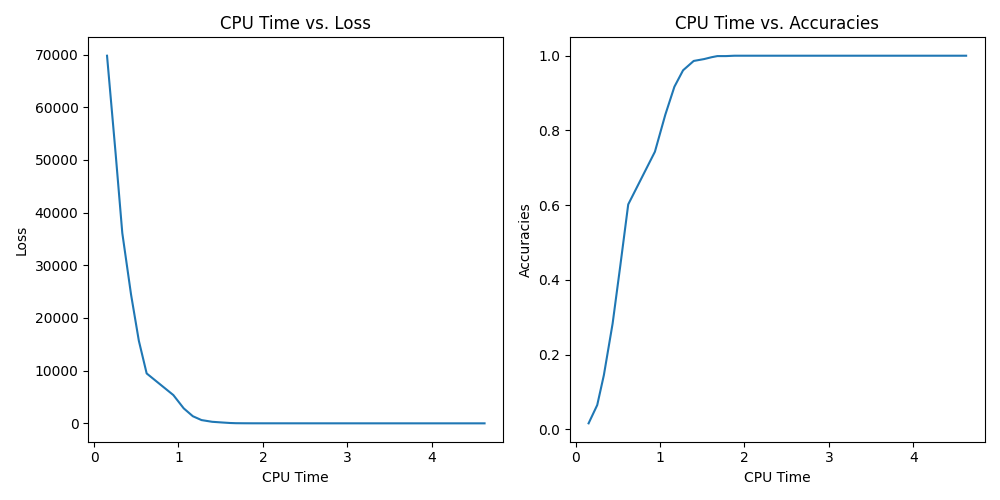 CPU Time vs. Loss
70000
60000
50000
40000
30000
20000
10000
0
Loss
0 1 2 3 4
CPU Time
CPU Time vs. Accuracies
1.0
0.8
0.6
0.4
0.2
0.0
Accuracies
0 1 2 3 4
CPU Time